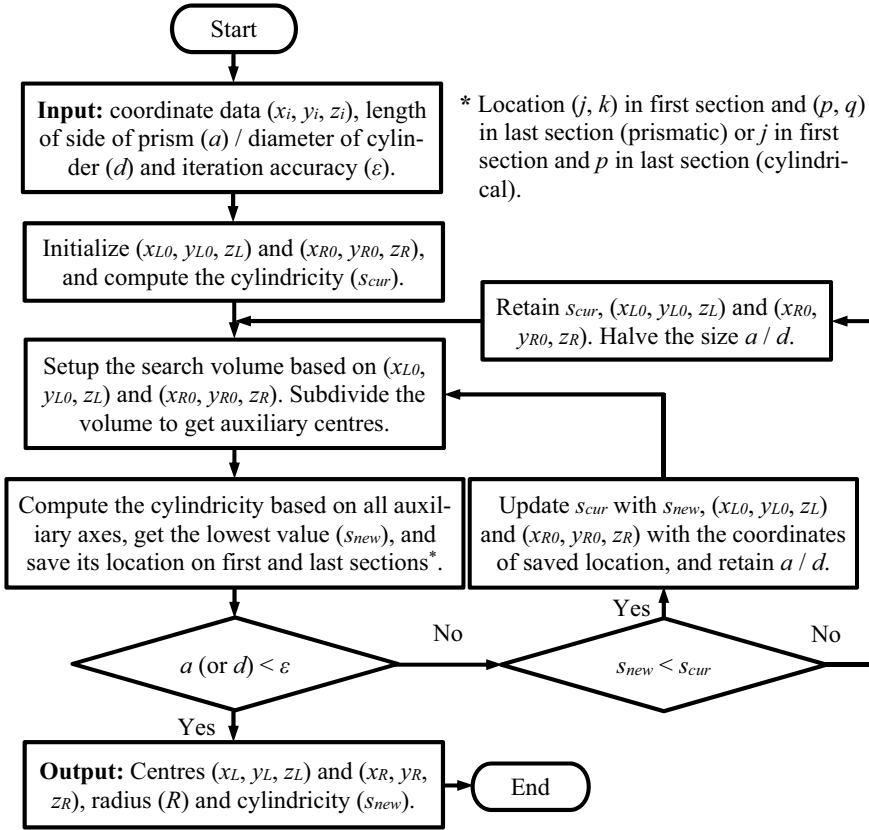 Start
Input: coordinate data (xi, yi, zi), length
of side of prism (a) / diameter of cylin-
der (d) and iteration accuracy (ε).
* Location (j, k) in first section and (p, q)
in last section (prismatic) or j in first
section and p in last section (cylindri-
cal).
Initialize (xL0, yL0, zL) and (xR0, yR0, zR),
and compute the cylindricity (scur).
Retain scur, (xL0, yL0, zL) and (xR0,
yR0, zR). Halve the size a / d.
Setup the search volume based on (xL0,
yL0, zL) and (xR0, yR0, zR). Subdivide the
volume to get auxiliary centres.
Compute the cylindricity based on all auxil-
iary axes, get the lowest value (snew), and
save its location on first and last sections*.
Update scur with snew, (xL0, yL0, zL)
and (xR0, yR0, zR) with the coordinates
of saved location, and retain a / d.
Yes
No
No
a (or d) < ε
snew < scur
Yes
Output: Centres (xL, yL, zL) and (xR, yR,
zR), radius (R) and cylindricity (snew).
End